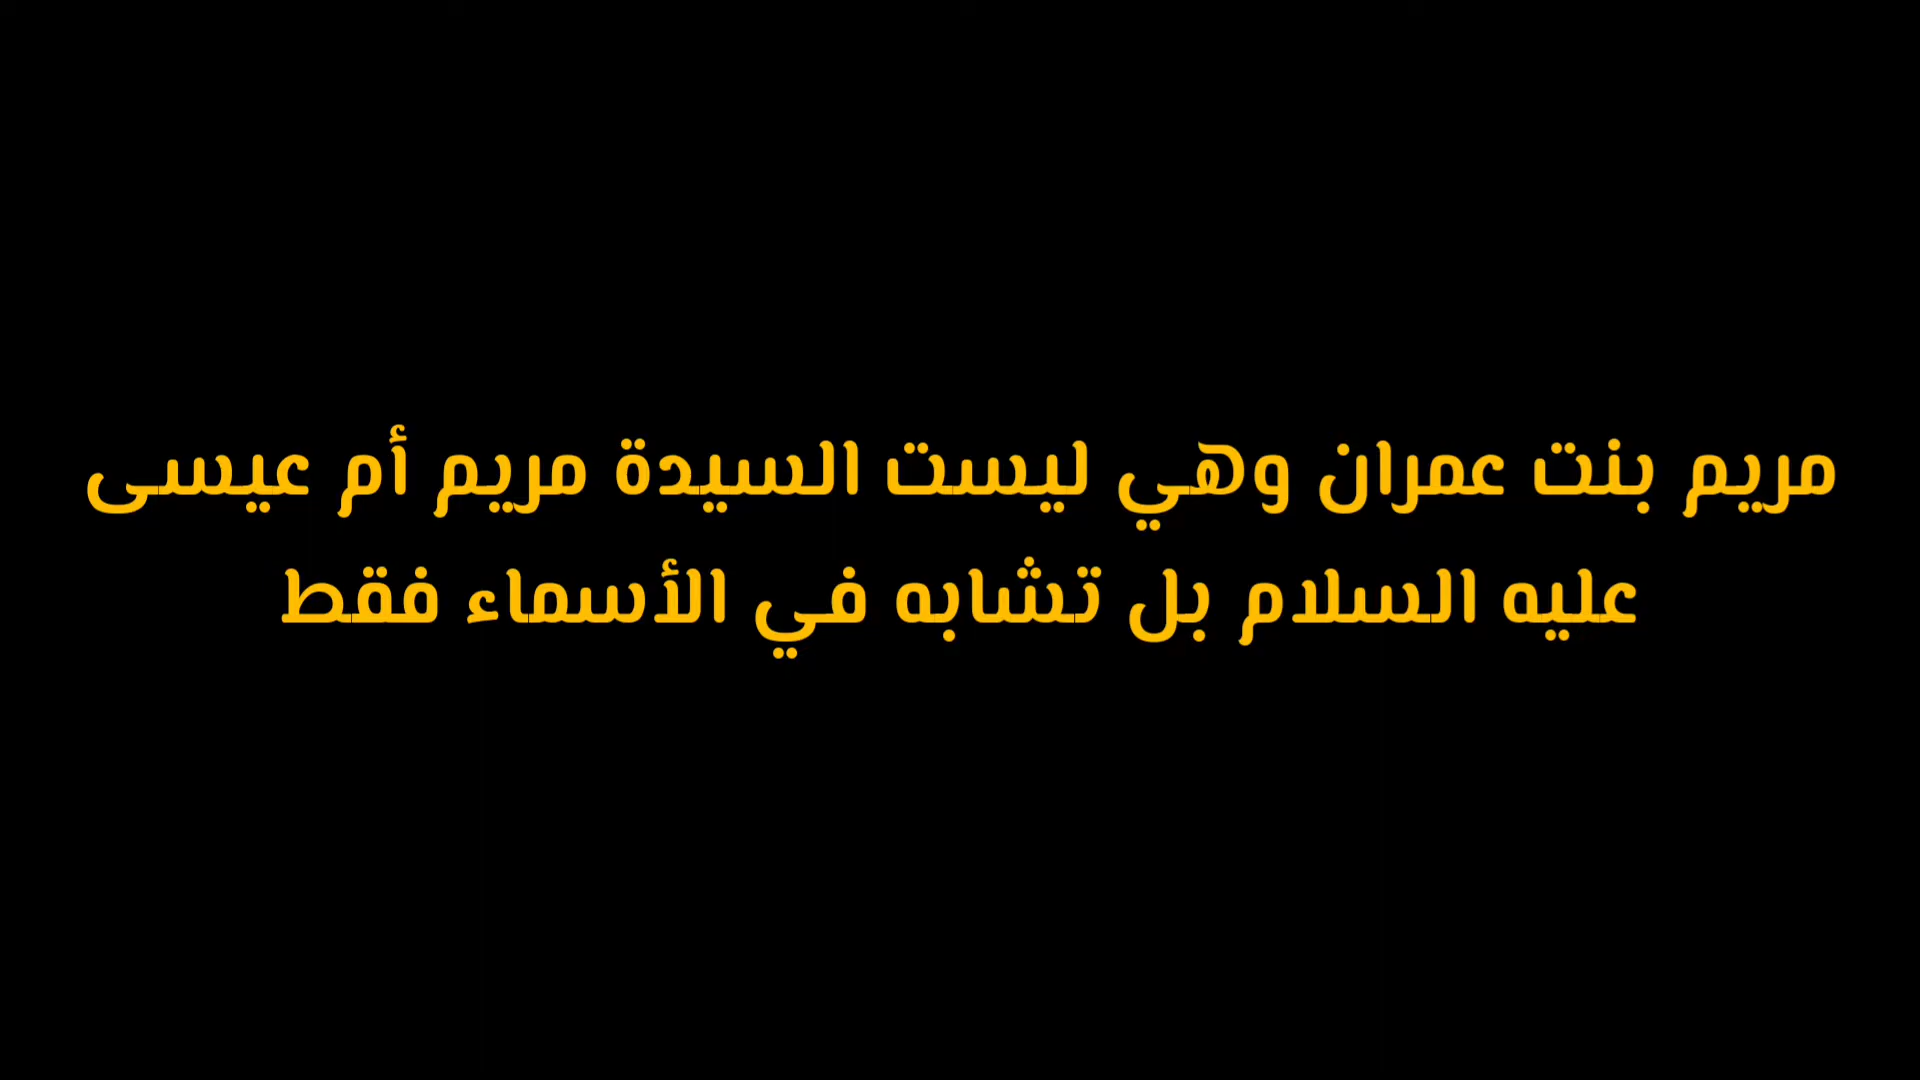 مريم بنت عمران وهي ليست السيدة مريم أم عيسى
عليه السلام بل تشابه في الأسماء فقط